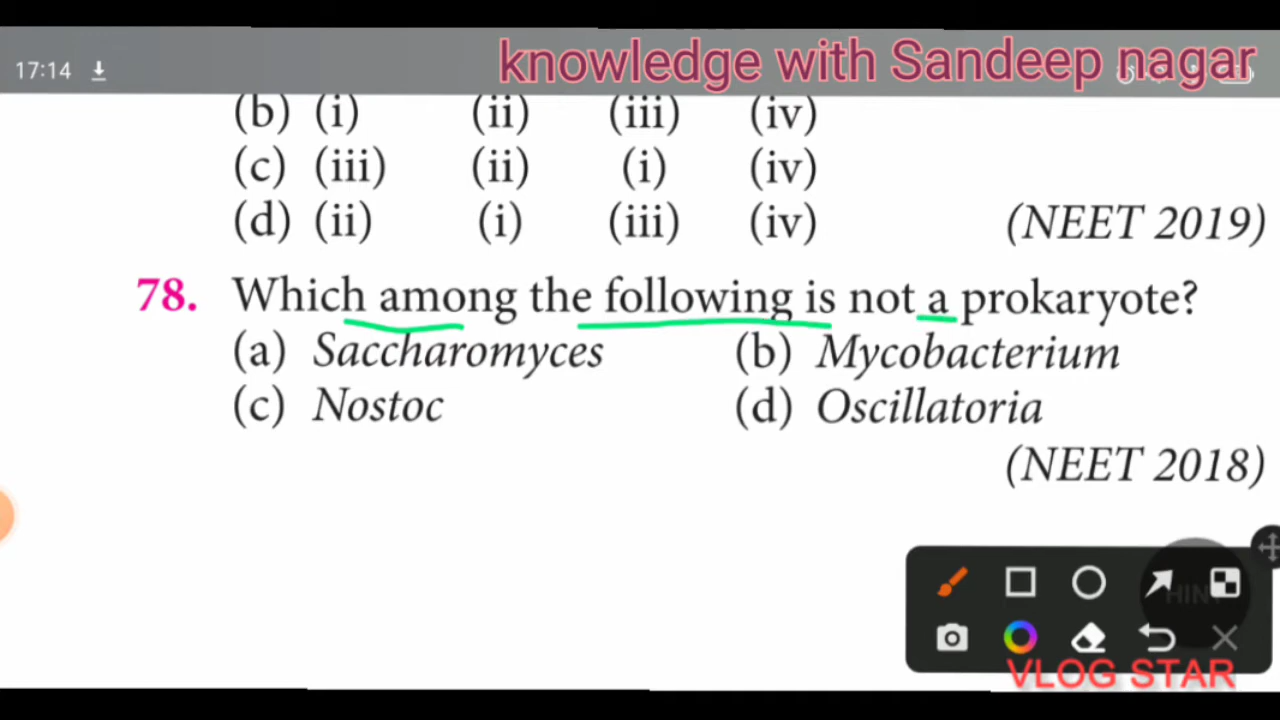 knowledge with Sandeep nagar
17:14
(b) (i) (ii) (iii) (iv)
(c) (iii) (ii) (i) (iv)
(d) (ii) (i) (iii) (iv) (NEET 2019)
78. Which among the following is not a prokaryote?
(a) Saccharomyces (b) Mycobacterium
(c) Nostoc (d) Oscillatoria
(NEET 2018)
VLOG STAR